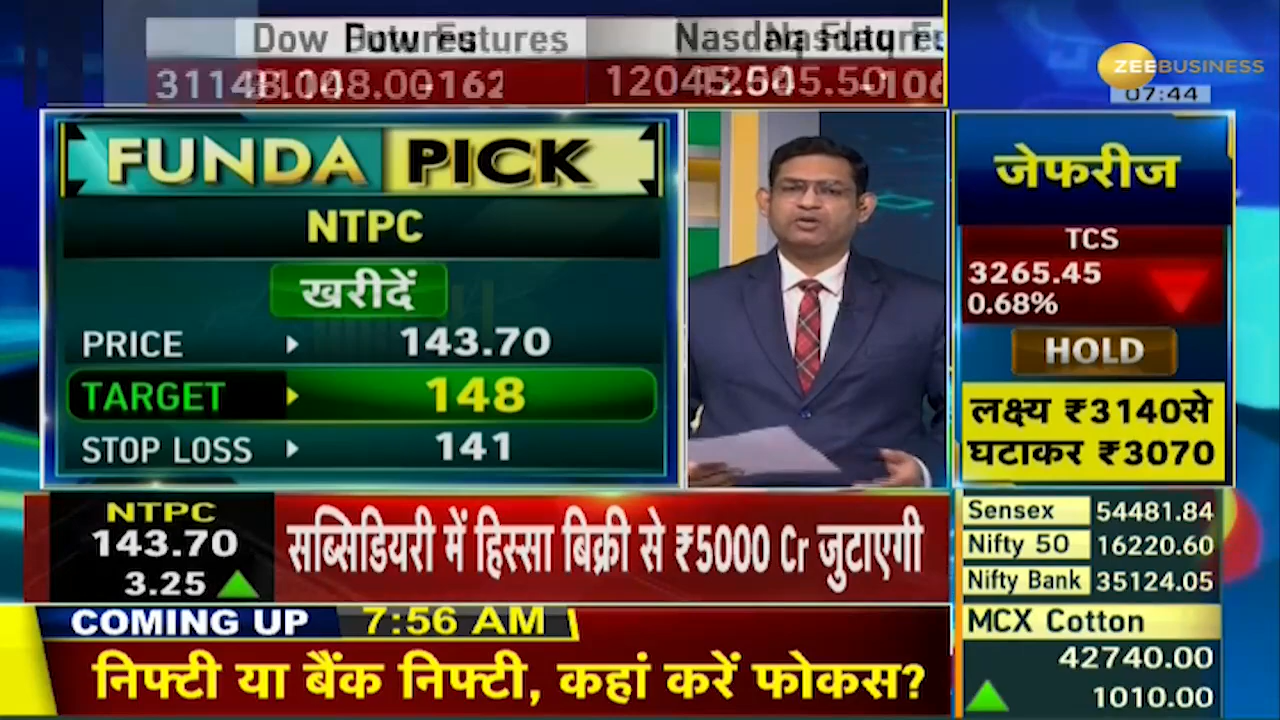 Dow Futures
Nasdaq Futures
ZEEBUSINESS
07:44
FUNDA PICK
NTPC
खरीदें
PRICE 143.70
TARGET 148
STOP LOSS 141
जेफरीज
TCS
3265.45
0.68%
HOLD
लक्ष्य ₹3140से
घटाकर ₹3070
NTPC
143.70
3.25
सब्सिडियरी में हिस्सा बिक्री से ₹5000 Cr जुटाएगी
Sensex 54481.84
Nifty 50 16220.60
Nifty Bank 35124.05
MCX Cotton
42740.00
1010.00
COMING UP 7:56 AM
निफ्टी या बैंक निफ्टी, कहां करें फोकस?